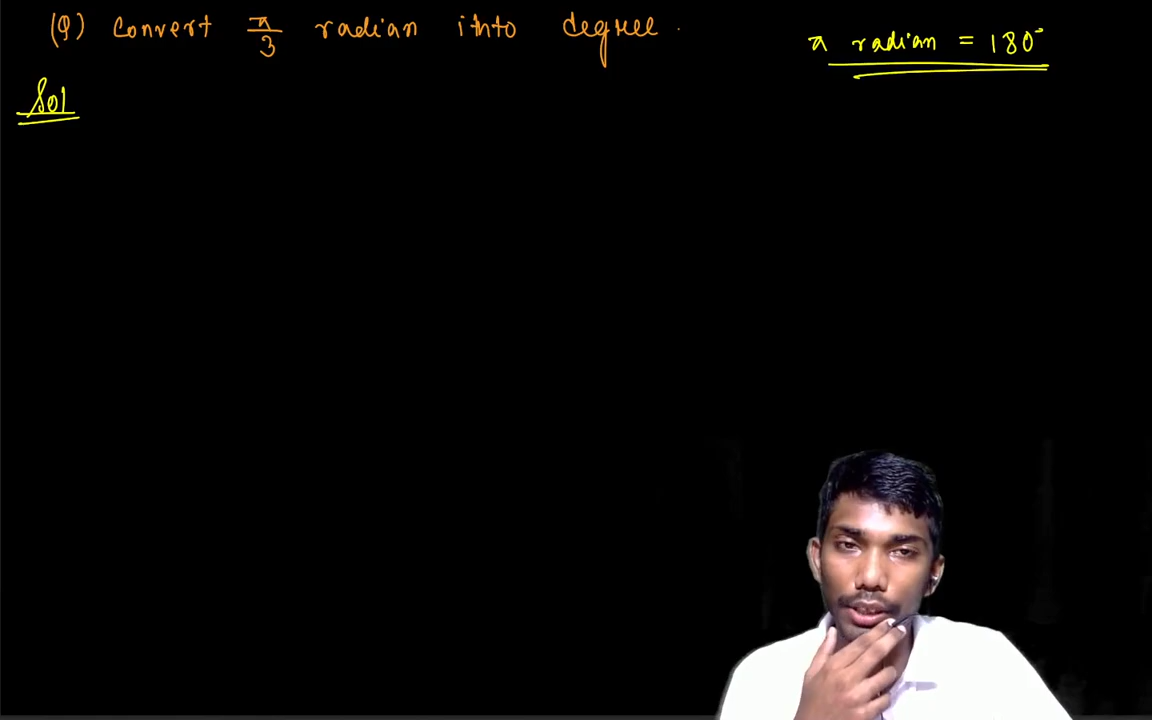 (Q) convert π/3 radian into degree.
π radian = 180°
Sol